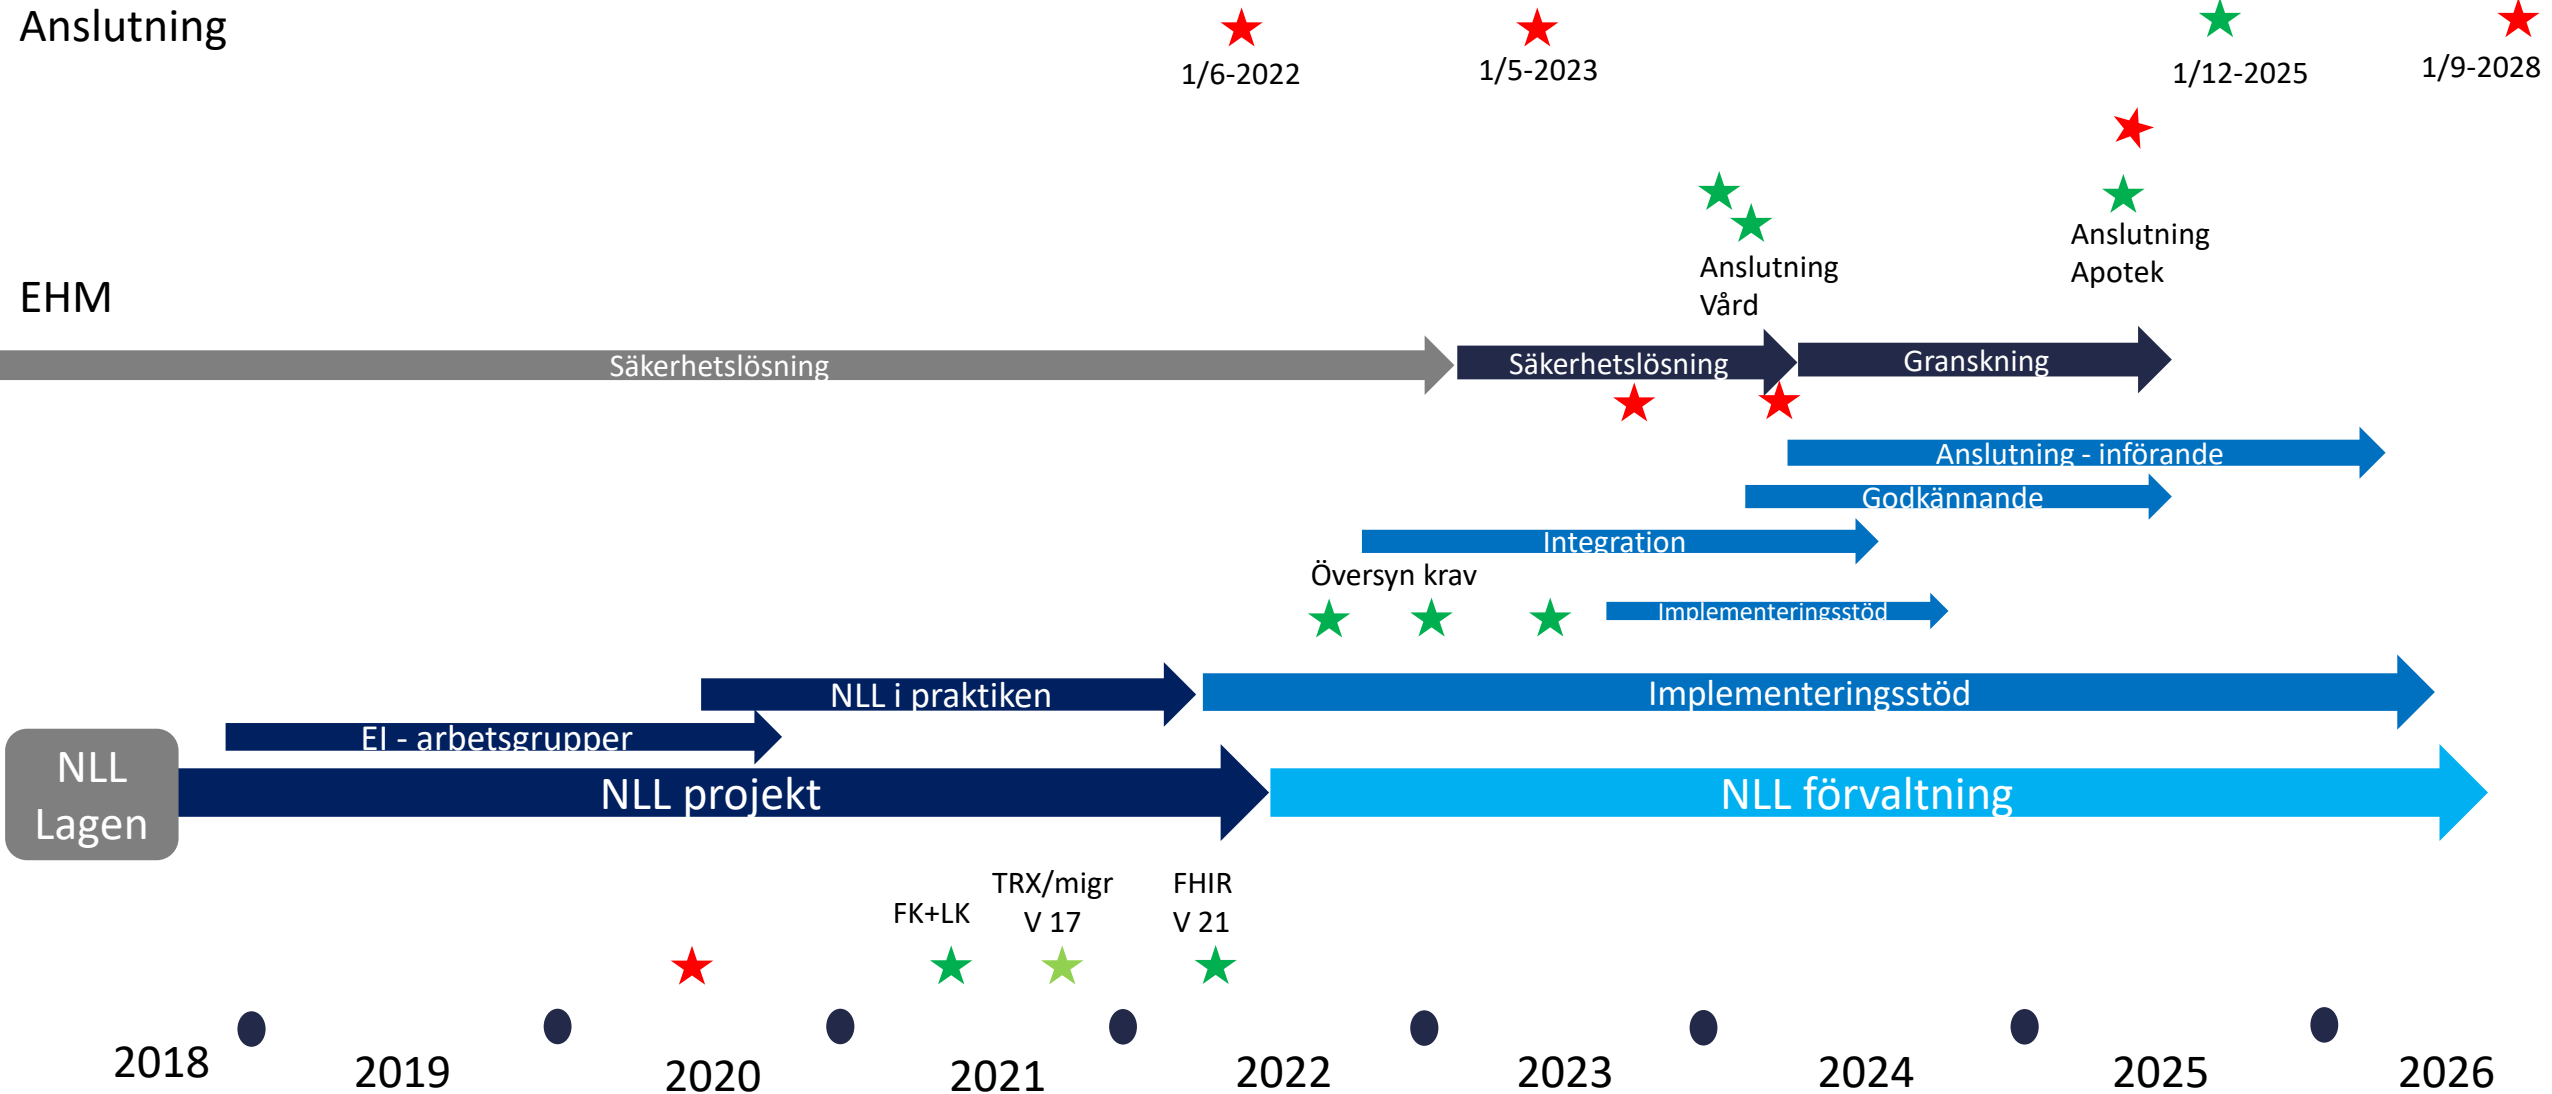 Anslutning
1/6-2022
1/5-2023
1/12-2025
1/9-2028
Anslutning
Vård
Anslutning
Apotek
EHM
Säkerhetslösning
Säkerhetslösning
Granskning
Anslutning - införande
Godkännande
Integration
Översyn krav
Implementeringsstöd
NLL i praktiken
Implementeringsstöd
EI - arbetsgrupper
NLL
Lagen
NLL projekt
NLL förvaltning
FK+LK
TRX/migr
V 17
FHIR
V 21
2018
2019
2020
2021
2022
2023
2024
2025
2026